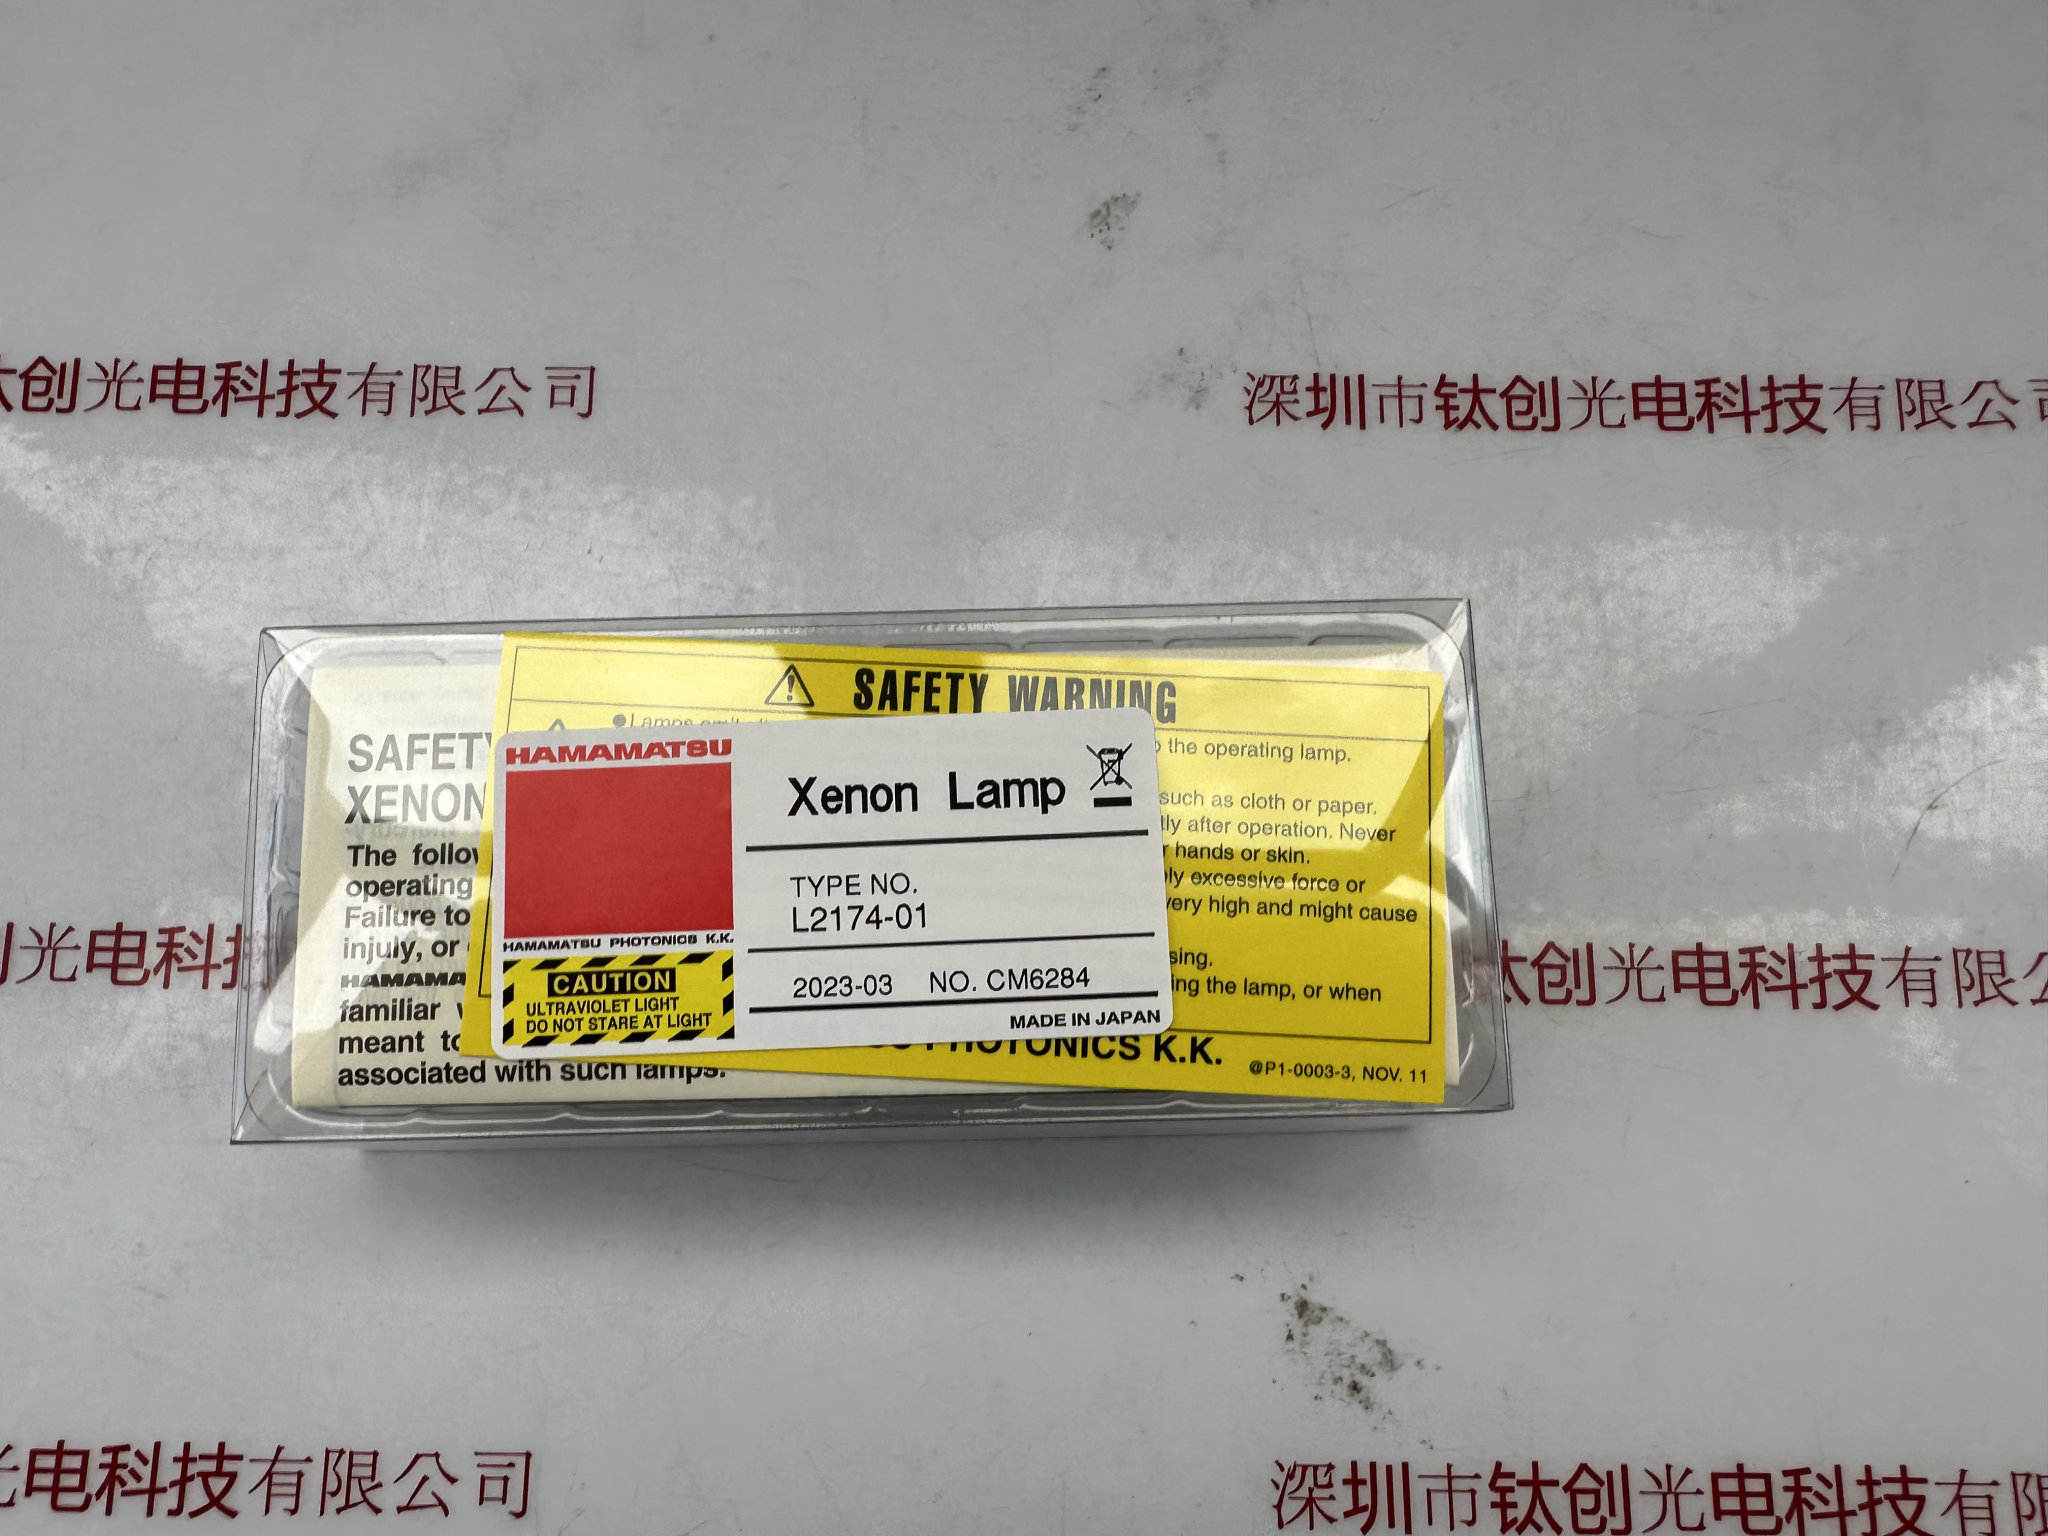 钛创光电科技有限公司
深圳市钛创光电科技有限公司
SAFETY WARNING
the operating lamp.
such as cloth or paper.
after operation. Never
hands or skin.
excessive force or
very high and might cause
ing the lamp, or when
PHOTONICS K.K.
@P1-0003-3, NOV. 11
SAFETY
XENON
The
operating
Failure to
injuly, or
familiar
meant
associated with such lamps.
HAMAMATSU
HAMAMATSU PHOTONICS K.K.
CAUTION
ULTRAVIOLET LIGHT
DO NOT STARE AT LIGHT
Xenon Lamp
TYPE NO.
L2174-01
2023-03 NO. CM6284
MADE IN JAPAN
创光电科技
钛创光电科技有限公
光电科技有限公司
深圳市钛创光电科技有限